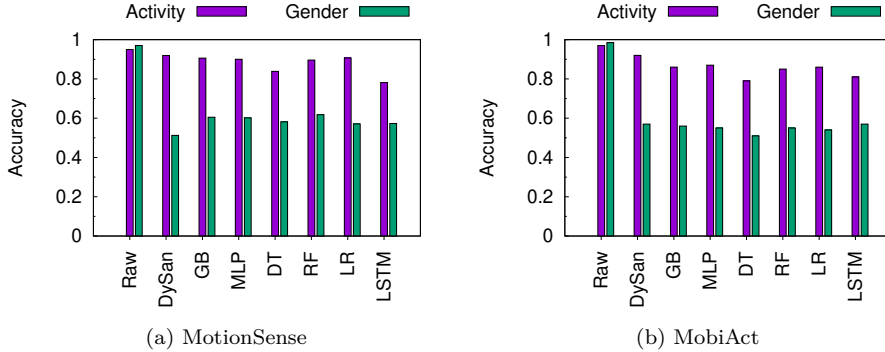 Activity Gender
Accuracy
1
0.8
0.6
0.4
0.2
0
Raw
DySan
GB
MLP
DT
RF
LR
LSTM
(a) MotionSense
Activity Gender
Accuracy
1
0.8
0.6
0.4
0.2
0
Raw
DySan
GB
MLP
DT
RF
LR
LSTM
(b) MobiAct